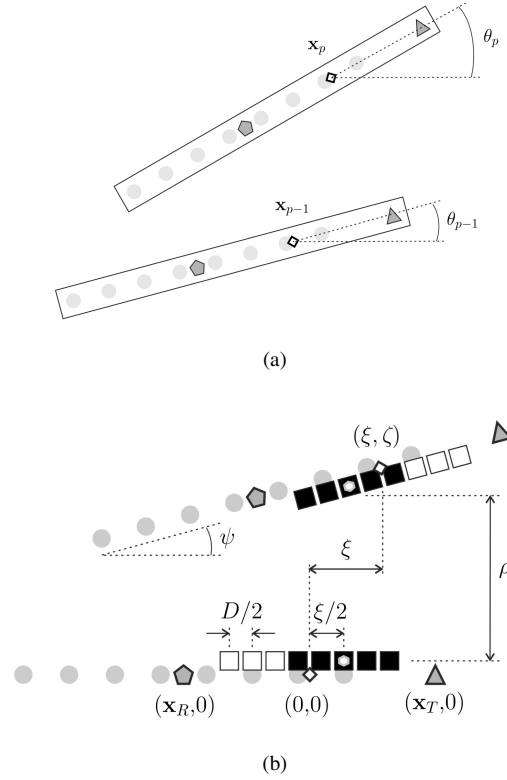 x_p
θ_p
x_{p−1}
θ_{p−1}
(a)
(ξ, ζ)
ψ
ξ
ρ
D/2
ξ/2
(x_R,0)
(0,0)
(x_T,0)
(b)